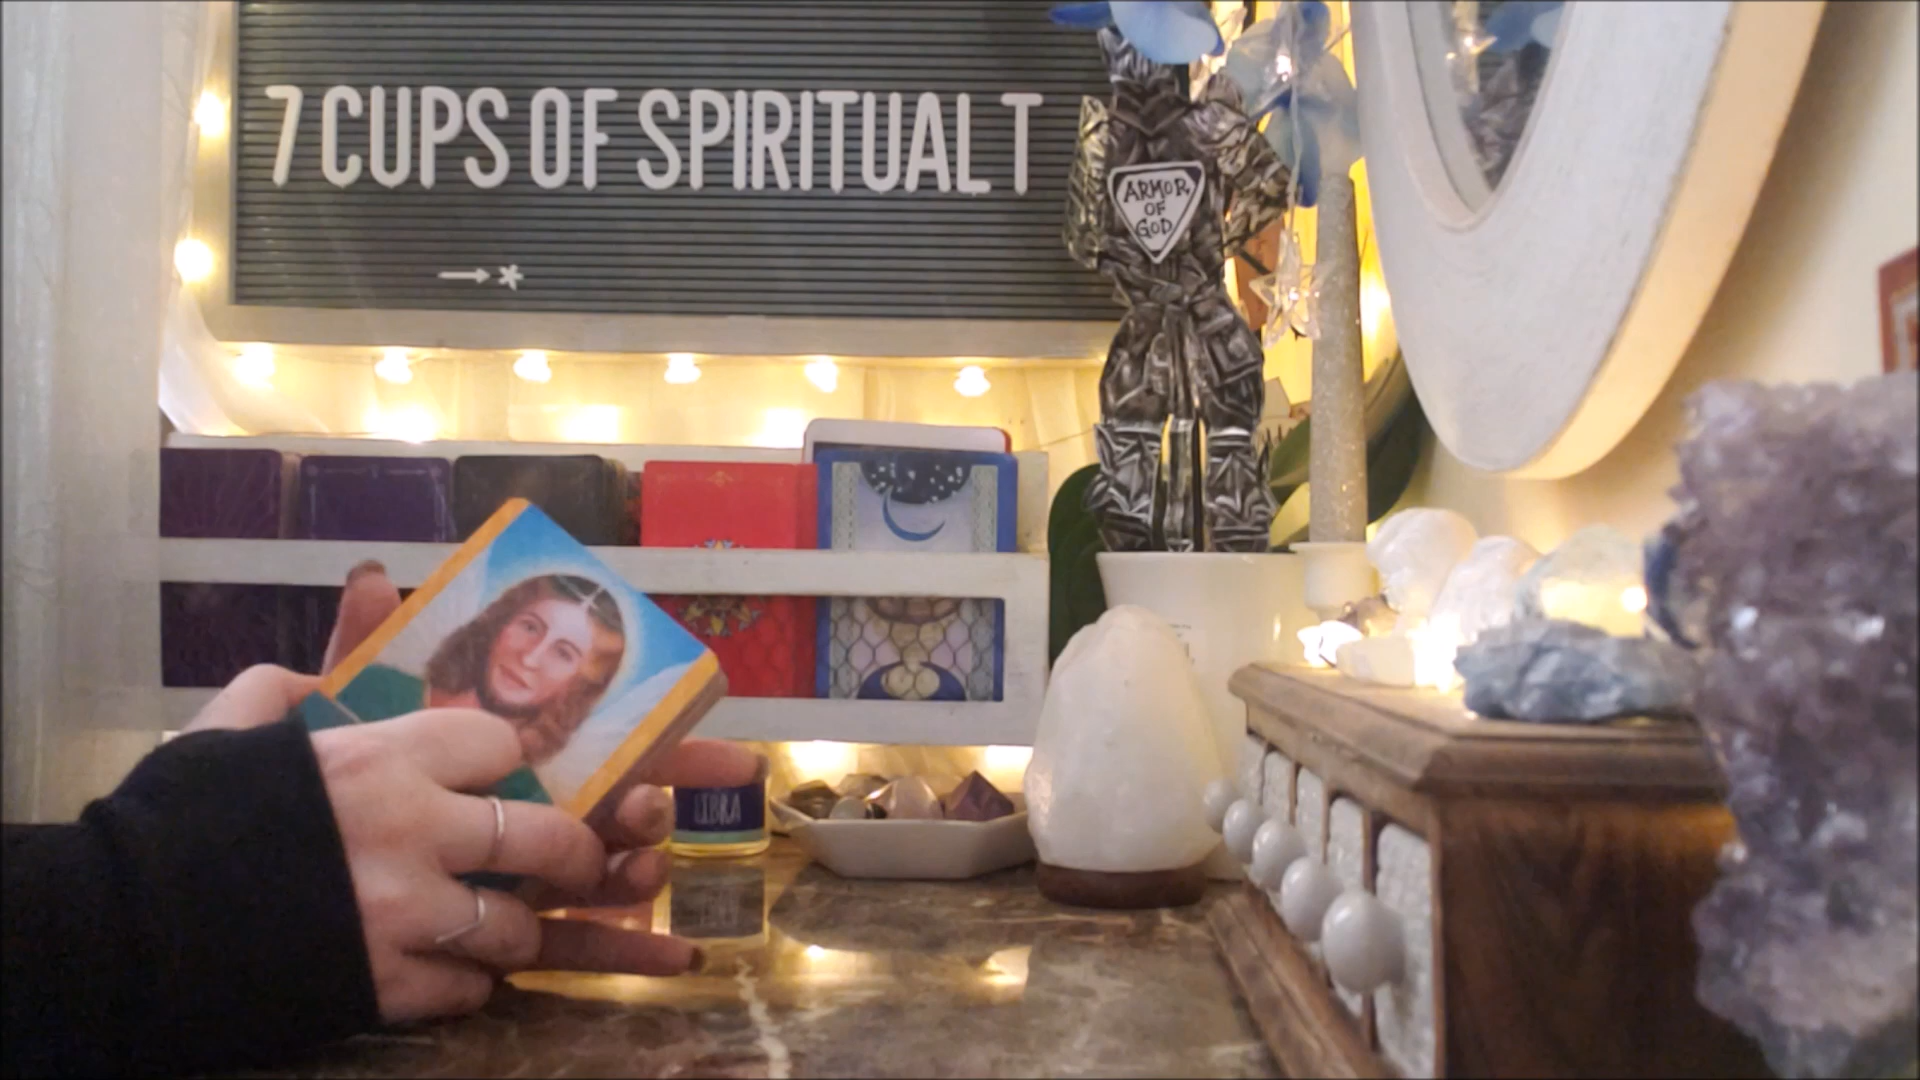 7 CUPS OF SPIRITUAL T
ARMOR
OF
GOD
LIBRA